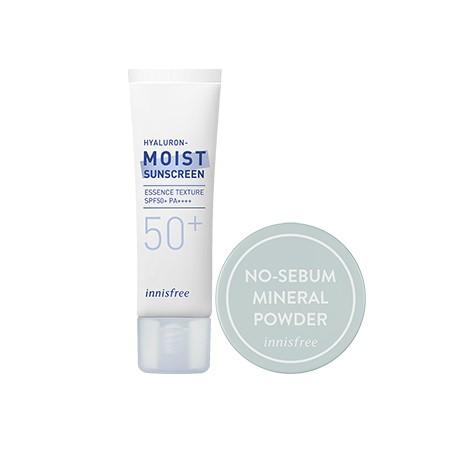 HYALURON-
MOIST
SUNSCREEN
ESSENCE TEXTURE
SPF50+ PA++++
50+
innisfree
NO-SEBUM
MINERAL
POWDER
innisfree